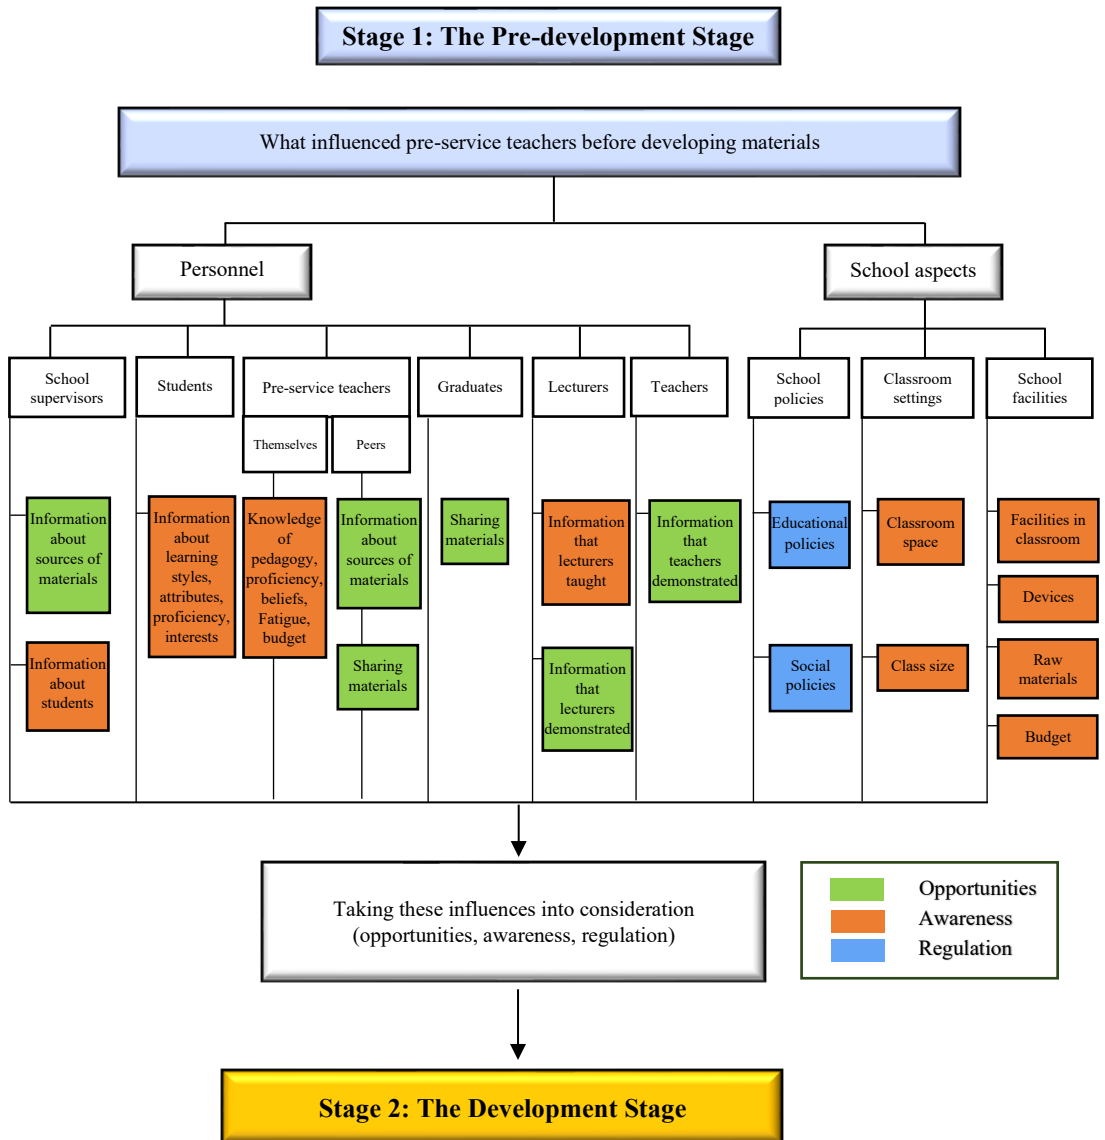 Stage 1: The Pre-development Stage
What influenced pre-service teachers before developing materials
Personnel
School aspects
School
supervisors
Students
Pre-service teachers
Graduates
Lecturers
Teachers
School
policies
Classroom
settings
School
facilities
Themselves
Peers
Information
about
sources of
materials
Information
about
learning
styles,
attributes,
proficiency,
interests
Knowledge
of
pedagogy,
proficiency,
beliefs,
Fatigue,
budget
Information
about
sources of
materials
Sharing
materials
Information
that
lecturers
taught
Information
that
teachers
demonstrated
Educational
policies
Classroom
space
Facilities in
classroom
Devices
Information
about
students
Sharing
materials
Information
that
lecturers
demonstrated
Social
policies
Class size
Raw
materials
Budget
Taking these influences into consideration
(opportunities, awareness, regulation)
Opportunities
Awareness
Regulation
Stage 2: The Development Stage